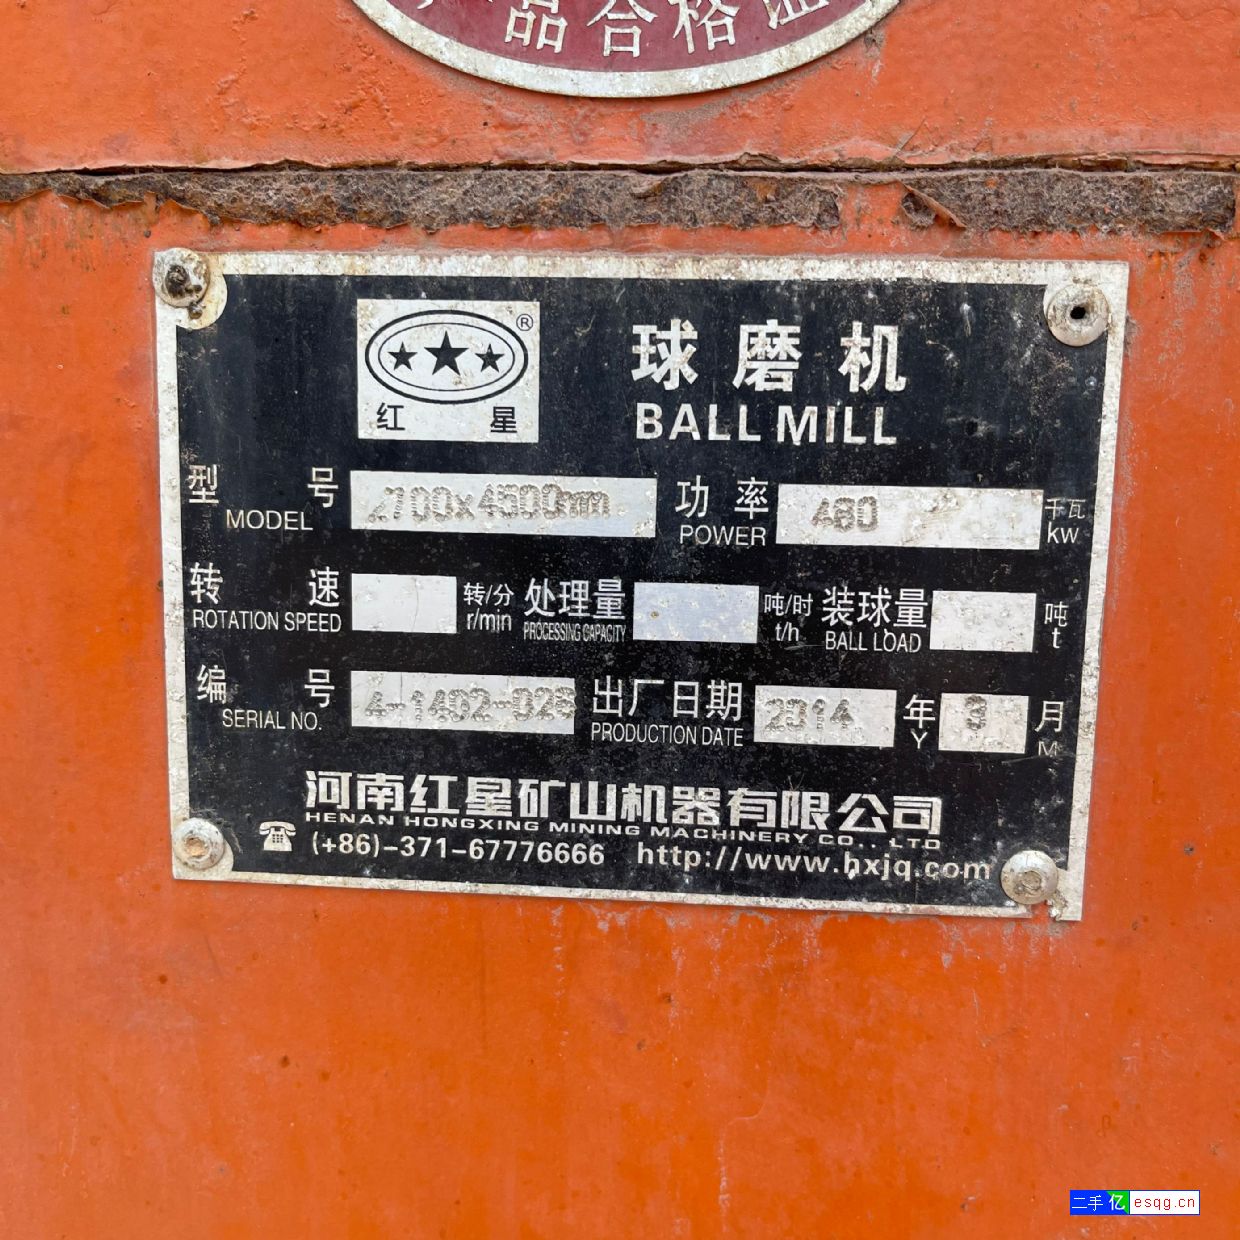 品合格证
®
红 星
球磨机
BALL MILL
型 号 2700x4500mm 功 率 480 千瓦
MODEL POWER kw
转 速 转/分 处理量 吨/时 装球量 吨
ROTATION SPEED r/min PROCESSING CAPACITY t/h BALL LOAD t
编 号 4-1402-028 出厂日期 2014 年 月
SERIAL NO. PRODUCTION DATE Y M
河南红星矿山机器有限公司
HENAN HONGXING MINING MACHINERY CO., LTD
(+86)-371-67776666 http://www.hxjq.com
二手亿 esqg.cn